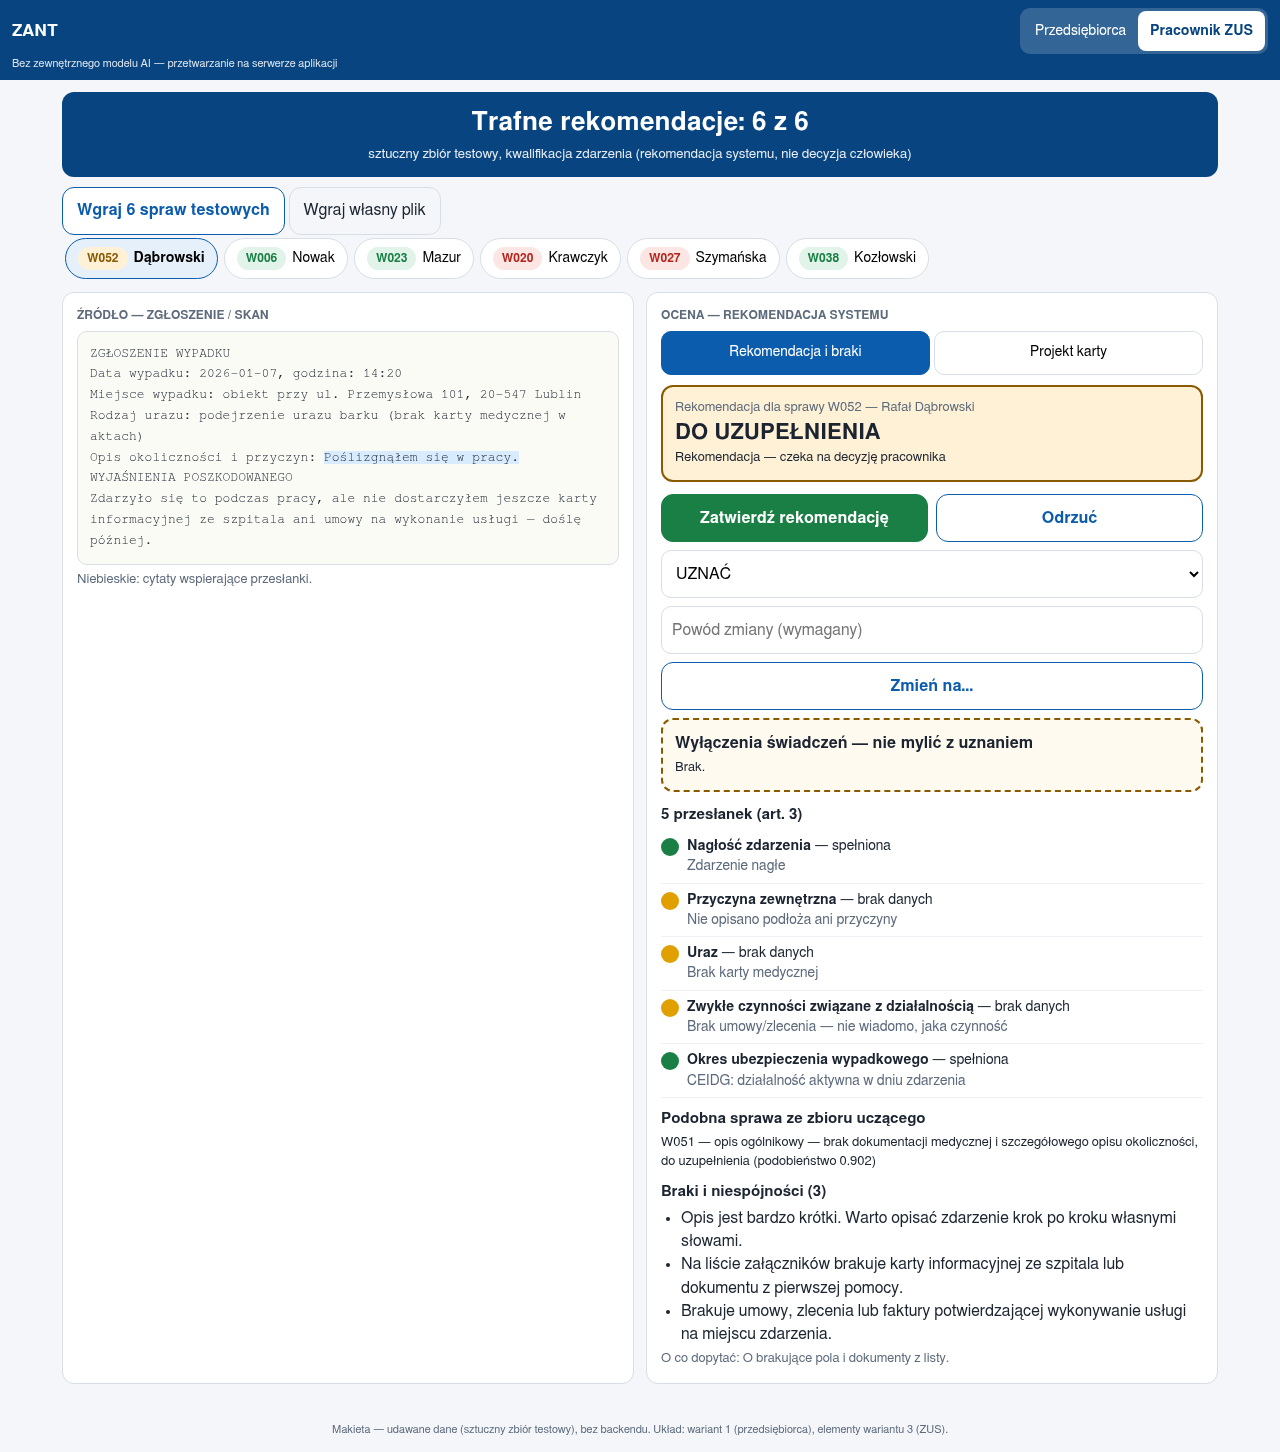 ZANT
Przedsiębiorca
Pracownik ZUS
Bez zewnętrznego modelu AI — przetwarzanie na serwerze aplikacji
Trafne rekomendacje: 6 z 6
sztuczny zbiór testowy, kwalifikacja zdarzenia (rekomendacja systemu, nie decyzja człowieka)
Wgraj 6 spraw testowych
Wgraj własny plik
W052 Dąbrowski
W006 Nowak
W023 Mazur
W020 Krawczyk
W027 Szymańska
W038 Kozłowski
ŹRÓDŁO — ZGŁOSZENIE / SKAN
ZGŁOSZENIE WYPADKU
Data wypadku: 2026-01-07, godzina: 14:20
Miejsce wypadku: obiekt przy ul. Przemysłowa 101, 20-547 Lublin
Rodzaj urazu: podejrzenie urazu barku (brak karty medycznej w
aktach)
Opis okoliczności i przyczyn: Poślizgnąłem się w pracy.
WYJAŚNIENIA POSZKODOWANEGO
Zdarzyło się to podczas pracy, ale nie dostarczyłem jeszcze karty
informacyjnej ze szpitala ani umowy na wykonanie usługi — doślę
później.
Niebieskie: cytaty wspierające przesłanki.
OCENA — REKOMENDACJA SYSTEMU
Rekomendacja i braki
Projekt karty
Rekomendacja dla sprawy W052 — Rafał Dąbrowski
DO UZUPEŁNIENIA
Rekomendacja — czeka na decyzję pracownika
Zatwierdź rekomendację
Odrzuć
UZNAĆ
Powód zmiany (wymagany)
Zmień na...
Wyłączenia świadczeń — nie mylić z uznaniem
Brak.
5 przesłanek (art. 3)
Nagłość zdarzenia — spełniona
Zdarzenie nagłe
Przyczyna zewnętrzna — brak danych
Nie opisano podłoża ani przyczyny
Uraz — brak danych
Brak karty medycznej
Zwykłe czynności związane z działalnością — brak danych
Brak umowy/zlecenia — nie wiadomo, jaka czynność
Okres ubezpieczenia wypadkowego — spełniona
CEIDG: działalność aktywna w dniu zdarzenia
Podobna sprawa ze zbioru uczącego
W051 — opis ogólnikowy — brak dokumentacji medycznej i szczegółowego opisu okoliczności,
do uzupełnienia (podobieństwo 0.902)
Braki i niespójności (3)
• Opis jest bardzo krótki. Warto opisać zdarzenie krok po kroku własnymi
słowami.
• Na liście załączników brakuje karty informacyjnej ze szpitala lub
dokumentu z pierwszej pomocy.
• Brakuje umowy, zlecenia lub faktury potwierdzającej wykonywanie usługi
na miejscu zdarzenia.
O co dopytać: O brakujące pola i dokumenty z listy.
Makieta — udawane dane (sztuczny zbiór testowy), bez backendu. Układ: wariant 1 (przedsiębiorca), elementy wariantu 3 (ZUS).